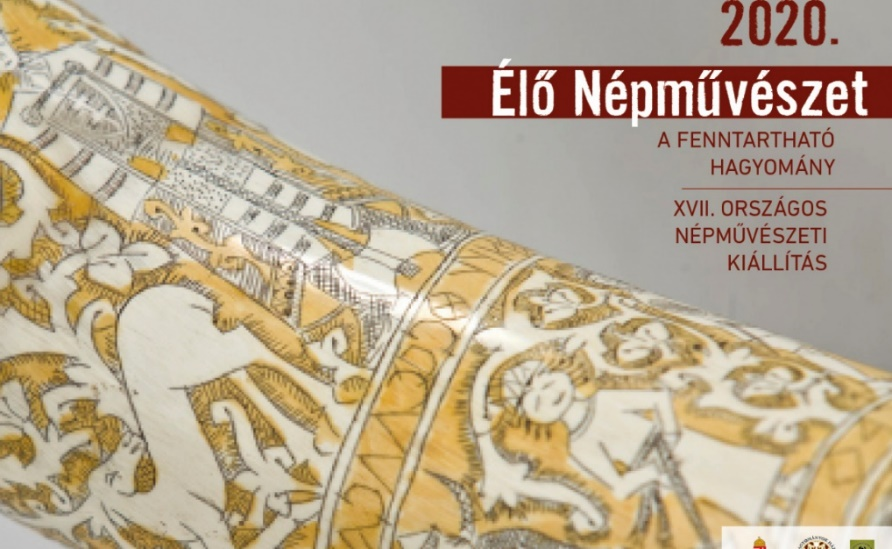 2020.
Élő Népművészet
A FENNTARTHATÓ
HAGYOMÁNY
XVII. ORSZÁGOS
NÉPMŰVÉSZETI
KIÁLLÍTÁS